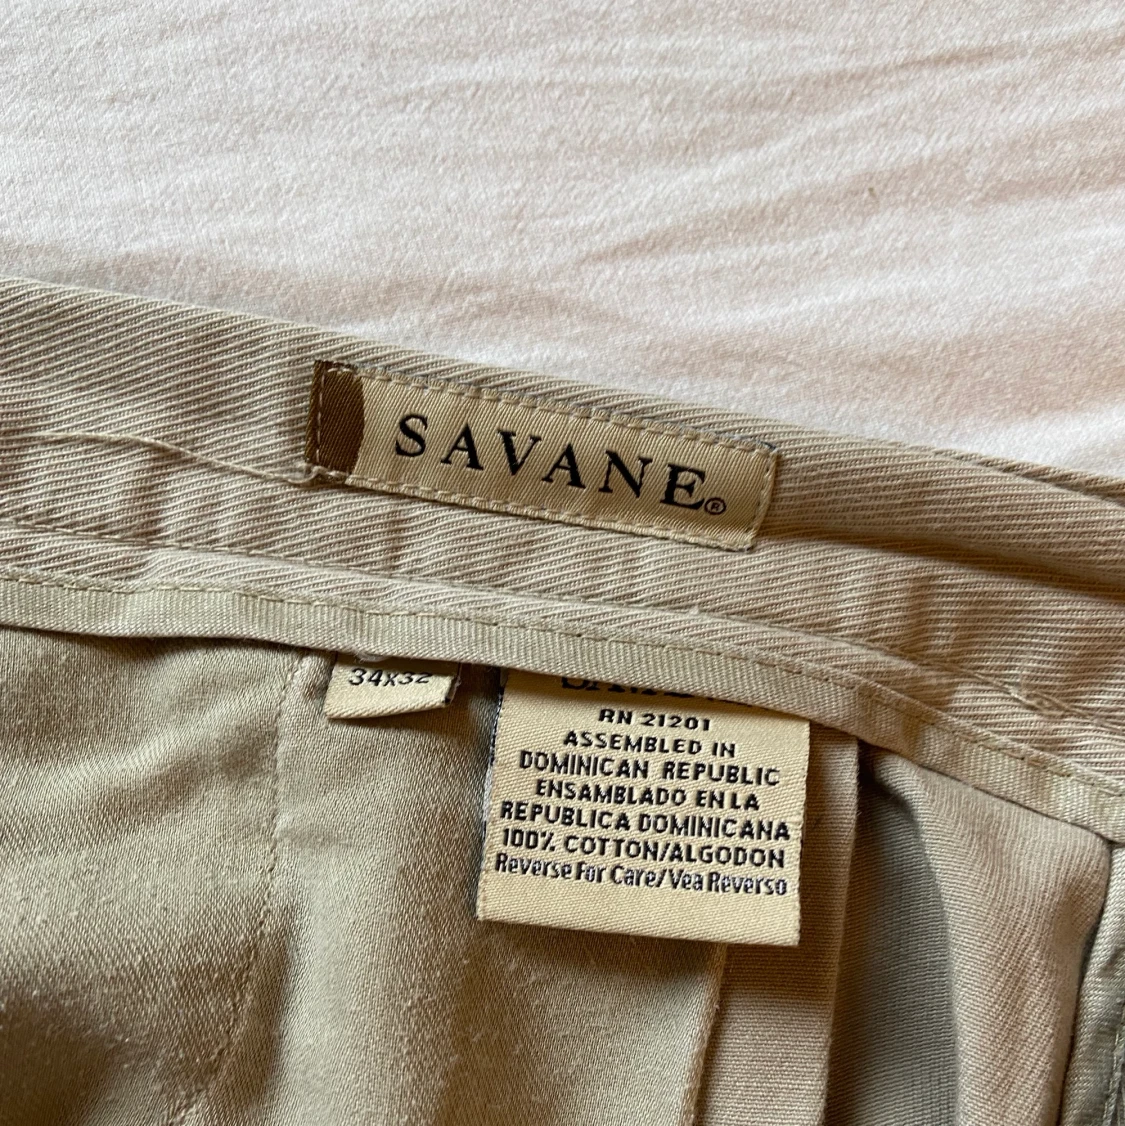 SAVANE®
34x32
RN 21201
ASSEMBLED IN
DOMINICAN REPUBLIC
ENSAMBLADO EN LA
REPUBLICA DOMINICANA
100% COTTON/ALGODON
Reverse For Care/Vea Reverso